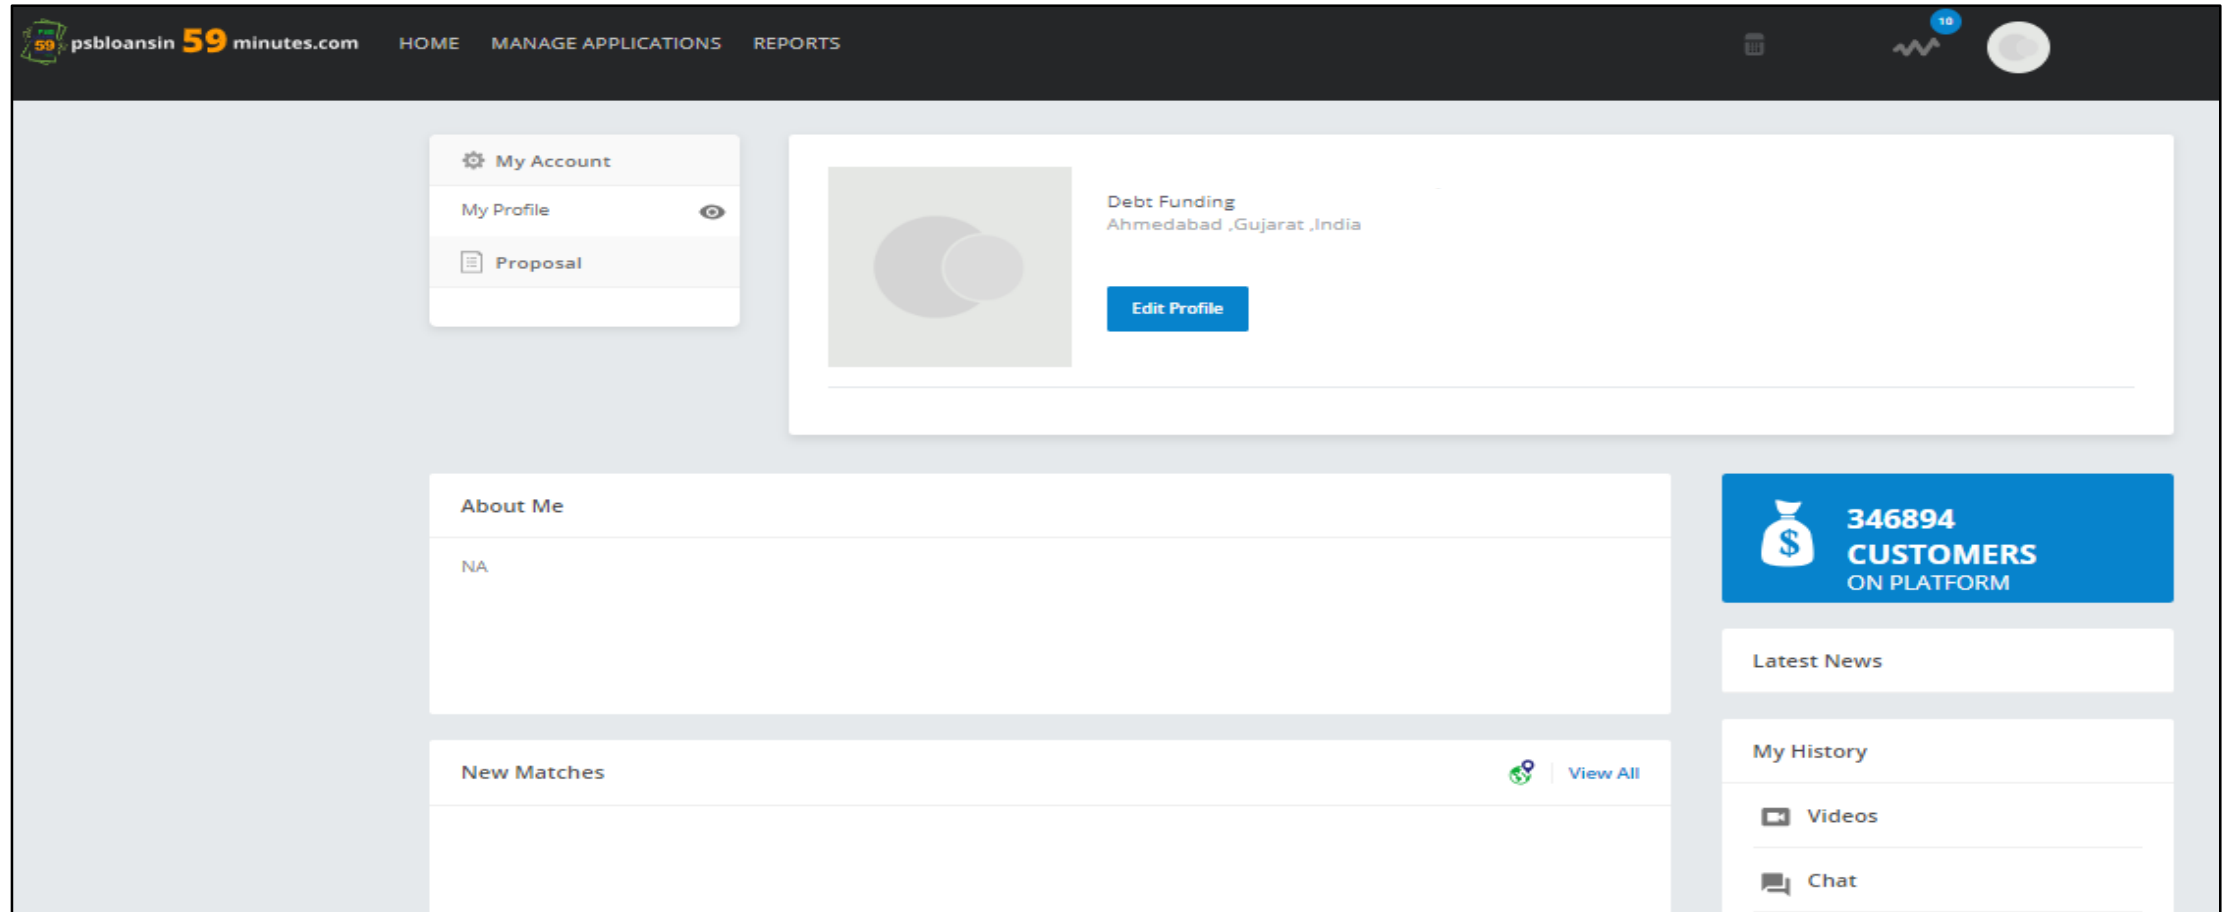 psbloansin 59 minutes.com HOME MANAGE APPLICATIONS REPORTS
10
My Account
My Profile
Proposal
Debt Funding
Ahmedabad ,Gujarat ,India
Edit Profile
About Me
NA
346894
CUSTOMERS
ON PLATFORM
Latest News
New Matches
View All
My History
Videos
Chat